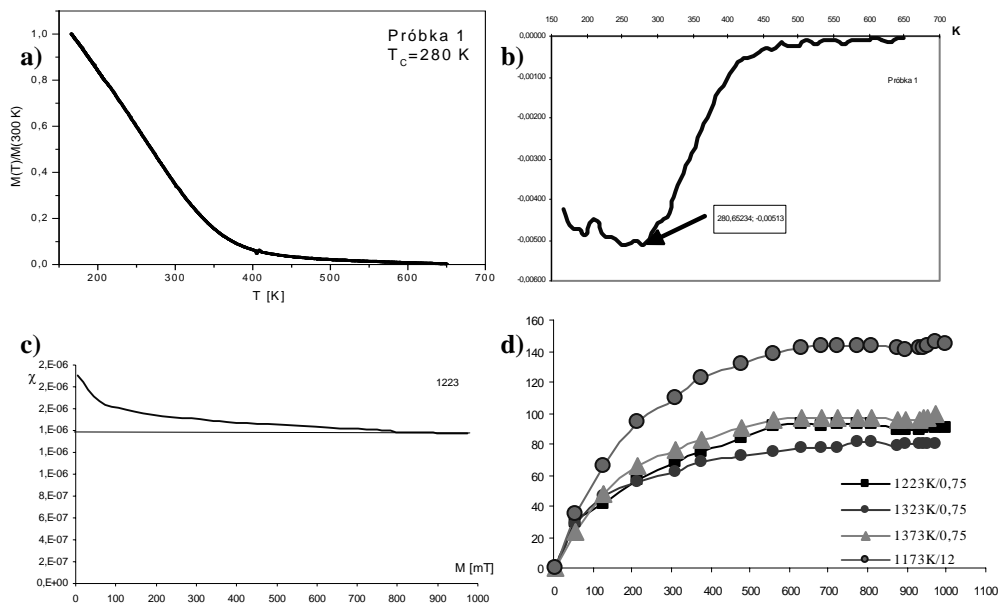 a)
Próbka 1
T_C=280 K
1,0
0,8
0,6
0,4
0,2
0,0
M(T)/M(300 K)
200 300 400 500 600 700
T [K]
b)
150 200 250 300 350 400 450 500 550 600 650 700
K
0,00000
-0,00100
-0,00200
-0,00300
-0,00400
-0,00500
-0,00600
Próbka 1
280,65234; -0,00513
c)
χ
2,E-06
2,E-06
2,E-06
1,E-06
1,E-06
1,E-06
8,E-07
6,E-07
4,E-07
2,E-07
0,E+00
1223
M [mT]
0 100 200 300 400 500 600 700 800 900 1000
d)
160
140
120
100
80
60
40
20
0
0 100 200 300 400 500 600 700 800 900 1000 1100
1223K/0,75
1323K/0,75
1373K/0,75
1173K/12